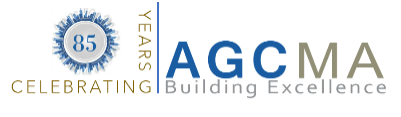 85
YEARS
CELEBRATING
AGCMA
Building Excellence